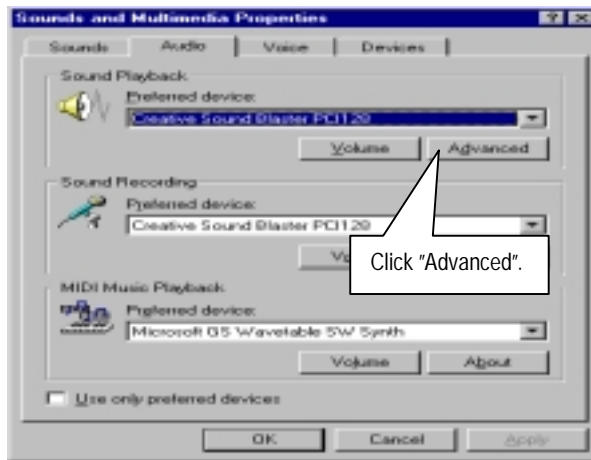 Sounds and Multimedia Properties
Sounds Audio Voice Devices
Sound Playback
Preferred device:
Creative Sound Blaster PCI128
Volume Advanced
Sound Recording
Preferred device:
Creative Sound Blaster PCI128
Click "Advanced".
MIDI Music Playback
Preferred device:
Microsoft GS Wavetable SW Synth
Volume About
Use only preferred devices
OK Cancel Apply